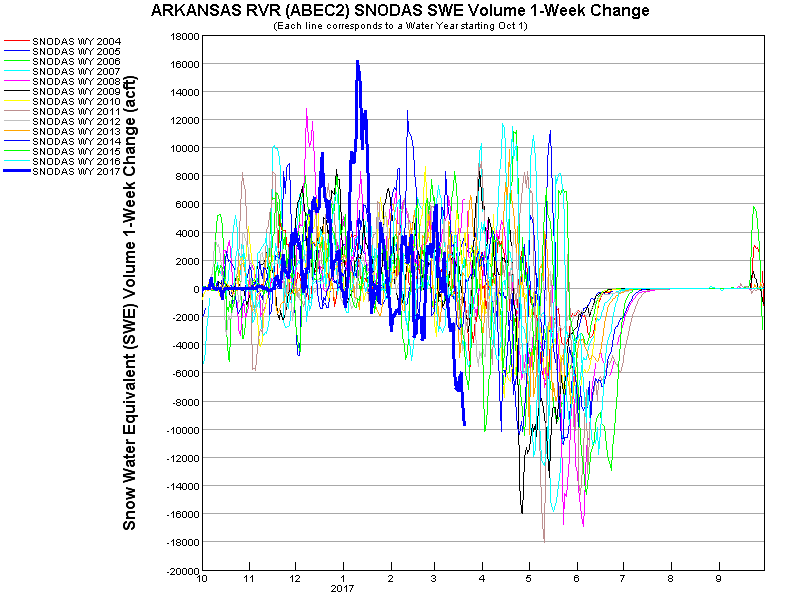 ARKANSAS RVR (ABEC2) SNODAS SWE Volume 1-Week Change
(Each line corresponds to a Water Year starting Oct 1)
SNODAS WY 2004
SNODAS WY 2005
SNODAS WY 2006
SNODAS WY 2007
SNODAS WY 2008
SNODAS WY 2009
SNODAS WY 2010
SNODAS WY 2011
SNODAS WY 2012
SNODAS WY 2013
SNODAS WY 2014
SNODAS WY 2015
SNODAS WY 2016
SNODAS WY 2017
Snow Water Equivalent (SWE) Volume 1-Week Change (acft)
18000
16000
14000
12000
10000
8000
6000
4000
2000
0
-2000
-4000
-6000
-8000
-10000
-12000
-14000
-16000
-18000
-20000
10 11 12 1 2 3 4 5 6 7 8 9
2017